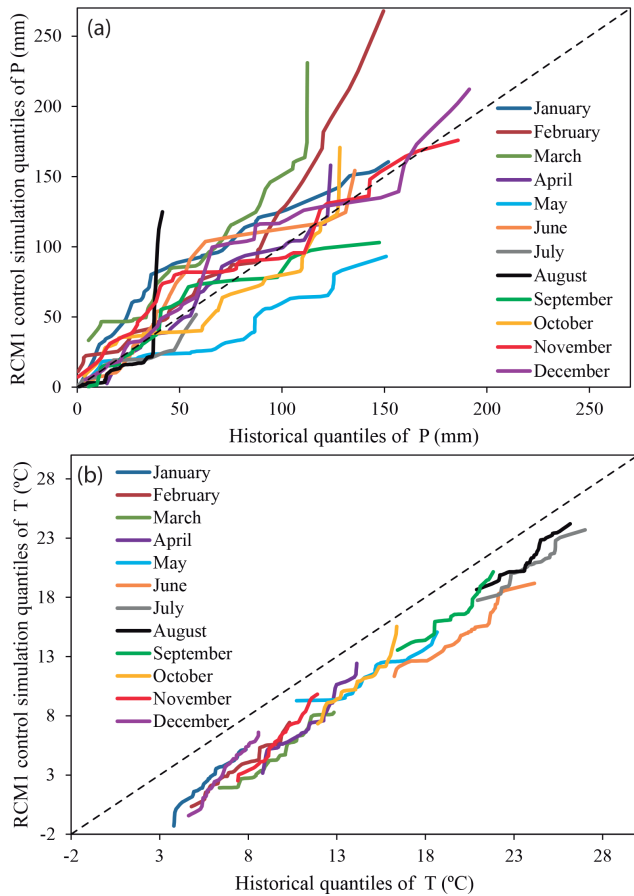 (a)
RCM1 control simulation quantiles of P (mm)
250
200
150
100
50
0
0
50
100
150
200
250
Historical quantiles of P (mm)
January
February
March
April
May
June
July
August
September
October
November
December
(b)
RCM1 control simulation quantiles of T (ºC)
28
23
18
13
8
3
-2
-2
3
8
13
18
23
28
Historical quantiles of T (ºC)
January
February
March
April
May
June
July
August
September
October
November
December